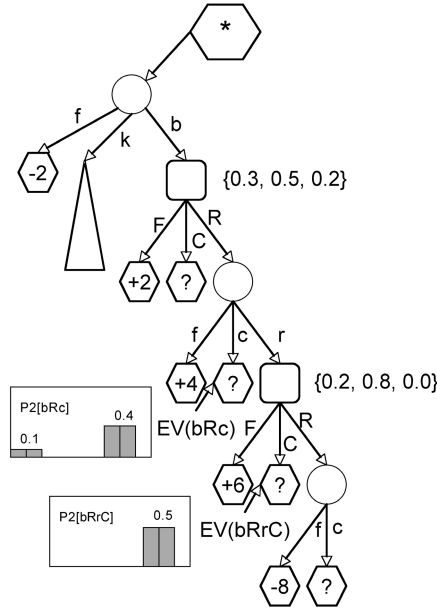 *
f
k
b
-2
{0.3, 0.5, 0.2}
F
C
R
+2
?
f
c
r
+4
?
{0.2, 0.8, 0.0}
P2[bRc]
0.4
0.1
EV(bRc)
F
C
R
+6
?
P2[bRrC]
0.5
EV(bRrC)
f
c
-8
?